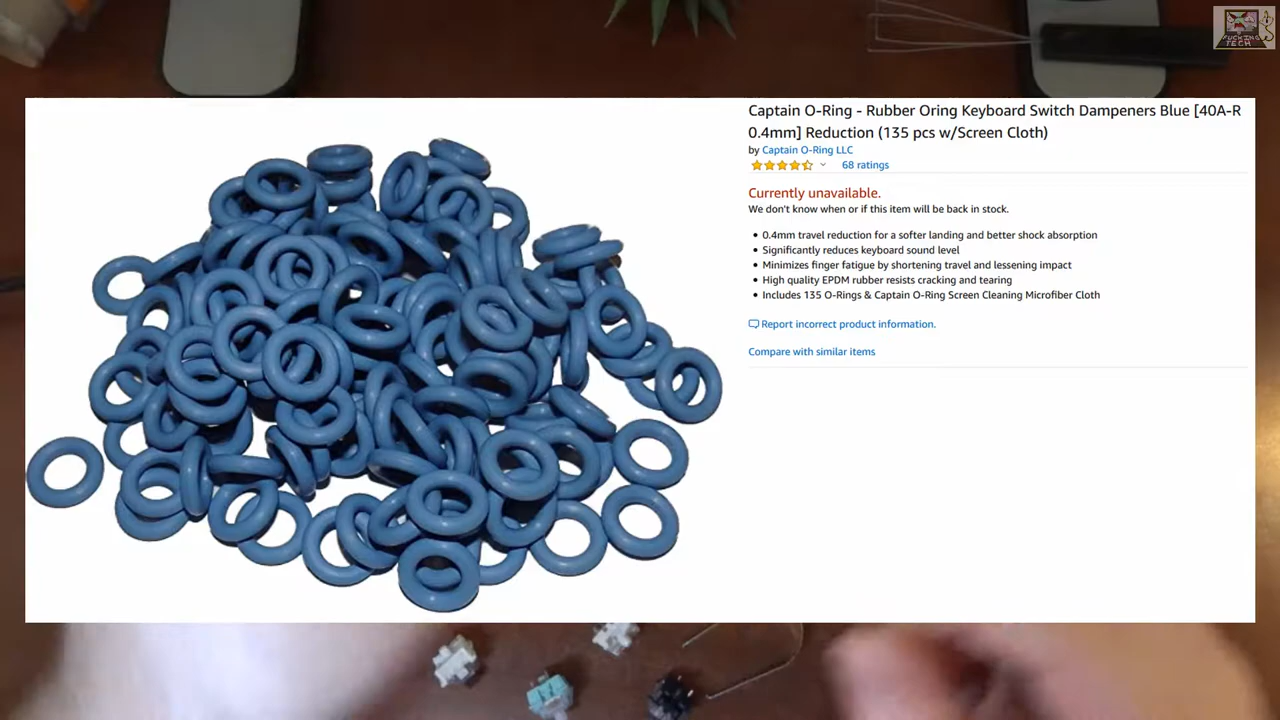 Captain O-Ring - Rubber Oring Keyboard Switch Dampeners Blue [40A-R
0.4mm] Reduction (135 pcs w/Screen Cloth)
by Captain O-Ring LLC
68 ratings
Currently unavailable.
We don't know when or if this item will be back in stock.
0.4mm travel reduction for a softer landing and better shock absorption
Significantly reduces keyboard sound level
Minimizes finger fatigue by shortening travel and lessening impact
High quality EPDM rubber resists cracking and tearing
Includes 135 O-Rings & Captain O-Ring Screen Cleaning Microfiber Cloth
Report incorrect product information.
Compare with similar items